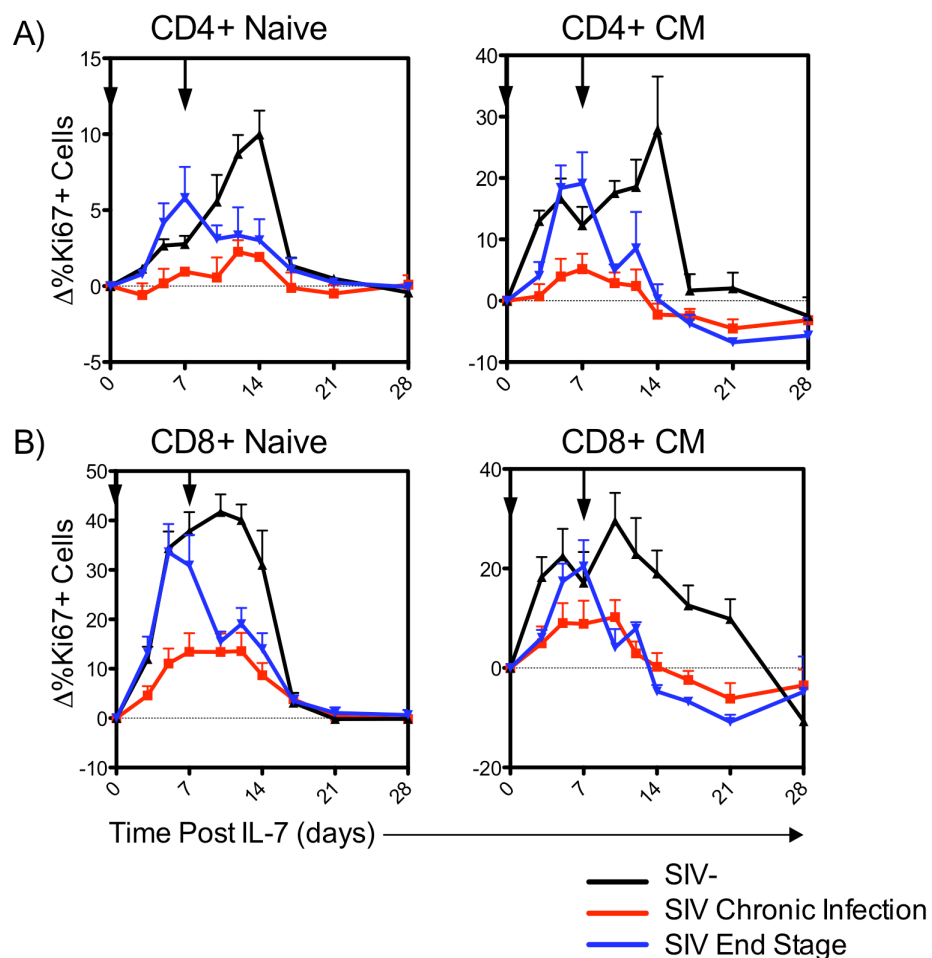 A)
CD4+ Naive
CD4+ CM
Δ%Ki67+ Cells
15
10
5
0
-5
0 7 14 21 28
40
30
20
10
0
-10
0 7 14 21 28
B)
CD8+ Naive
CD8+ CM
Δ%Ki67+ Cells
50
40
30
20
10
0
-10
0 7 14 21 28
40
20
0
-20
0 7 14 21 28
Time Post IL-7 (days)
SIV-
SIV Chronic Infection
SIV End Stage